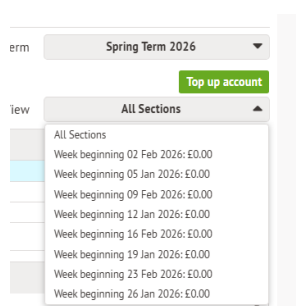 erm
Spring Term 2026
Top up account
iew
All Sections
All Sections
Week beginning 02 Feb 2026: £0.00
Week beginning 05 Jan 2026: £0.00
Week beginning 09 Feb 2026: £0.00
Week beginning 12 Jan 2026: £0.00
Week beginning 16 Feb 2026: £0.00
Week beginning 19 Jan 2026: £0.00
Week beginning 23 Feb 2026: £0.00
Week beginning 26 Jan 2026: £0.00